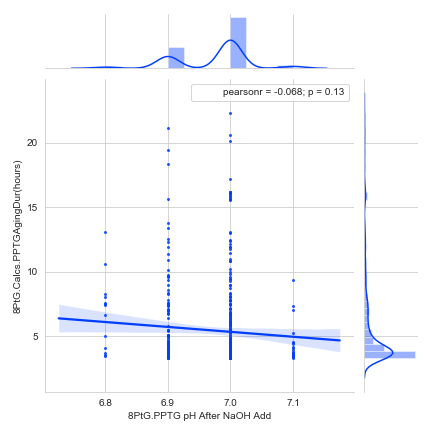 pearsonr = -0.068; p = 0.13
20
15
10
5
8PtG.Calcs.PPTGAgingDur(hours)
6.8 6.9 7.0 7.1
8PtG.PPTG pH After NaOH Add